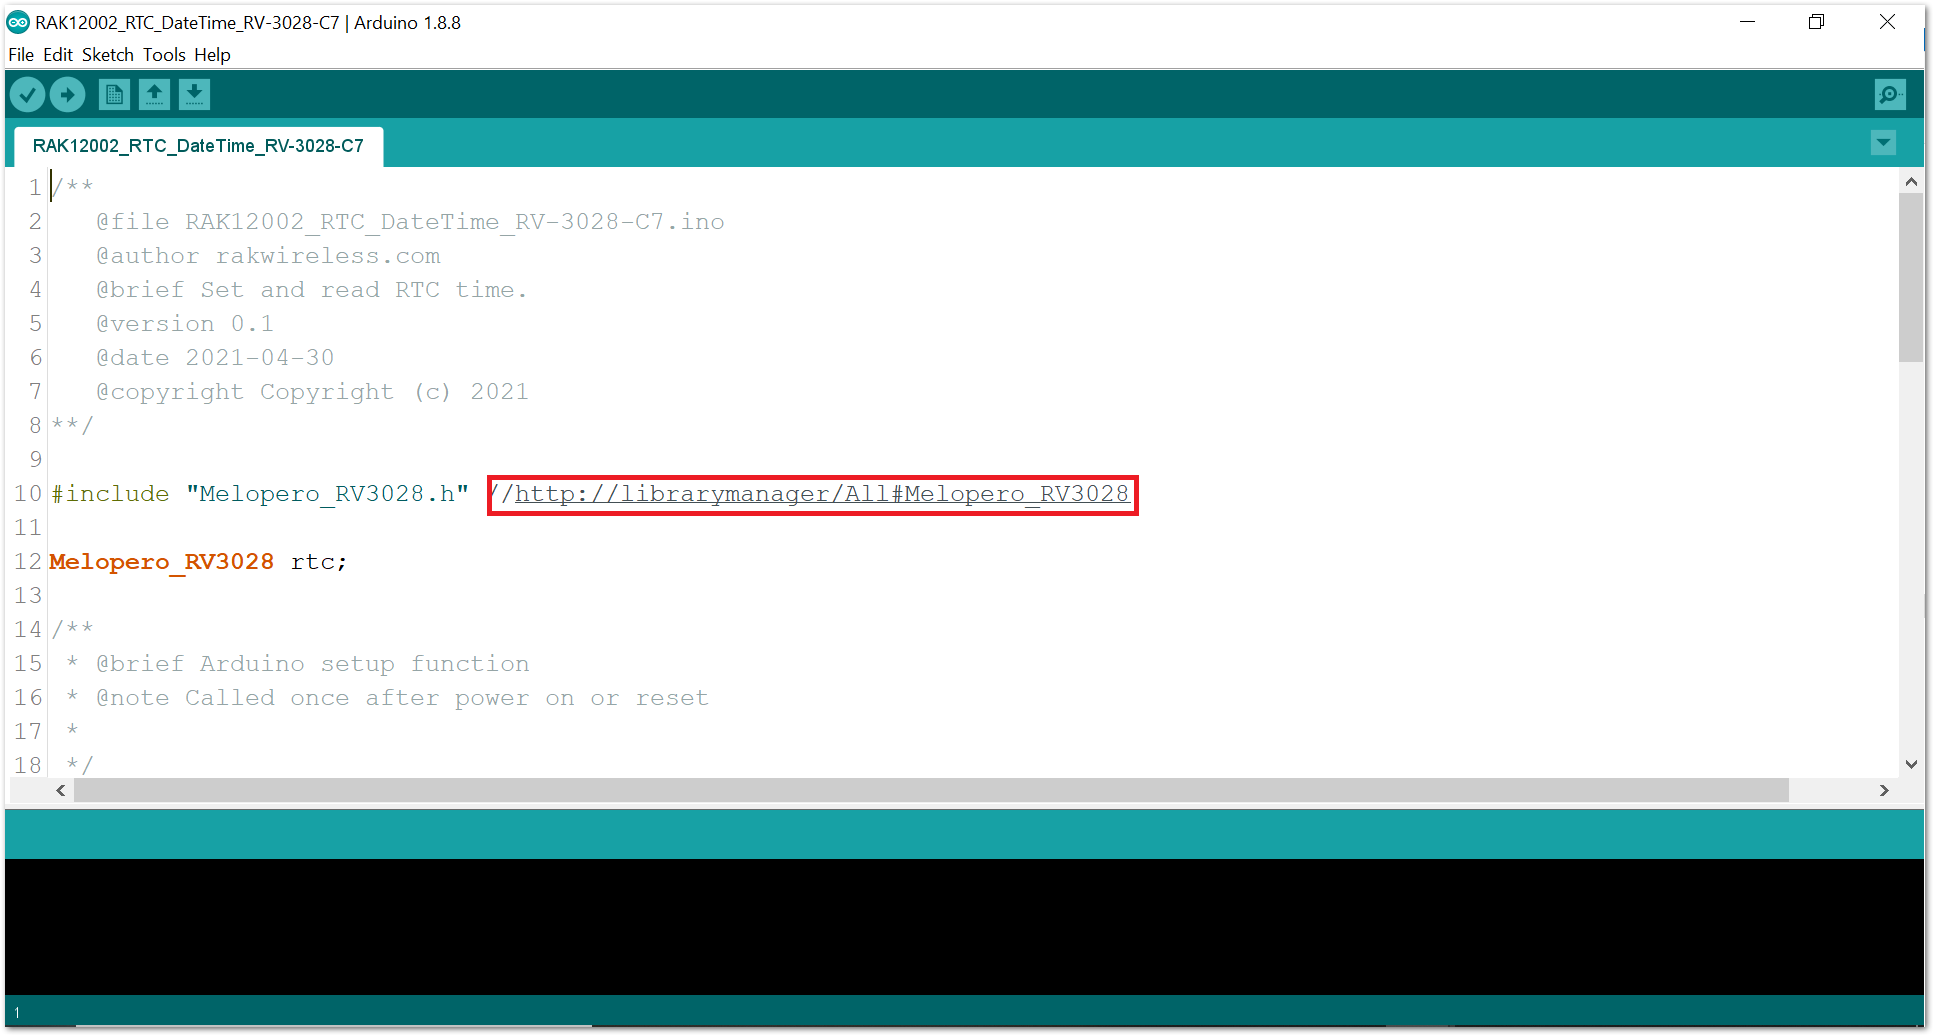 RAK12002_RTC_DateTime_RV-3028-C7 | Arduino 1.8.8
File Edit Sketch Tools Help
RAK12002_RTC_DateTime_RV-3028-C7
1 /**
2    @file RAK12002_RTC_DateTime_RV-3028-C7.ino
3    @author rakwireless.com
4    @brief Set and read RTC time.
5    @version 0.1
6    @date 2021-04-30
7    @copyright Copyright (c) 2021
8 **/
9
10 #include "Melopero_RV3028.h" //http://librarymanager/All#Melopero_RV3028
11
12 Melopero_RV3028 rtc;
13
14 /**
15  * @brief Arduino setup function
16  * @note Called once after power on or reset
17  *
18  */
1